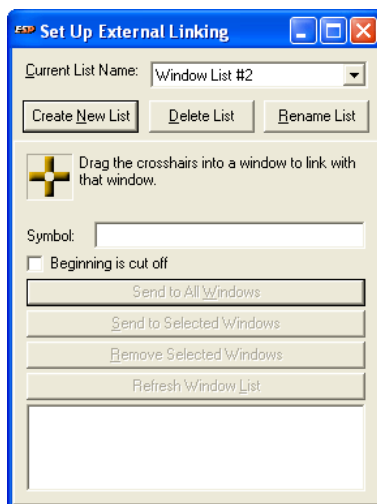 ESP Set Up External Linking
Current List Name: Window List #2
Create New List Delete List Rename List
Drag the crosshairs into a window to link with
that window.
Symbol:
Beginning is cut off
Send to All Windows
Send to Selected Windows
Remove Selected Windows
Refresh Window List